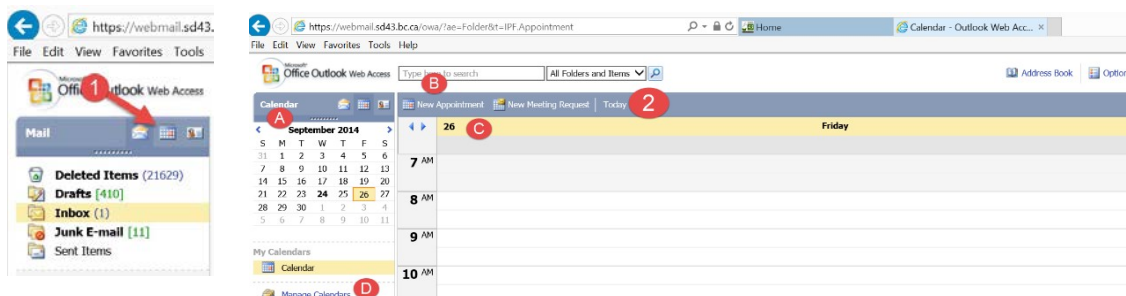 https://webmail.sd43.
File Edit View Favorites Tools
Microsoft
Office Outlook Web Access
1
Mail
Deleted Items (21629)
Drafts [410]
Inbox (1)
Junk E-mail [11]
Sent Items
https://webmail.sd43.bc.ca/owa/?ae=Folder&t=IPF.Appointment
Home
Calendar - Outlook Web Acc... ×
File Edit View Favorites Tools Help
Microsoft
Office Outlook Web Access
Type here to search
All Folders and Items
Address Book
Option
B
Calendar
New Appointment
New Meeting Request
Today
2
A
September 2014
S M T W T F S
31 1 2 3 4 5 6
7 8 9 10 11 12 13
14 15 16 17 18 19 20
21 22 23 24 25 26 27
28 29 30 1 2 3 4
5 6 7 8 9 10 11
26
C
Friday
7 AM
8 AM
9 AM
10 AM
My Calendars
Calendar
Manage Calendars
D